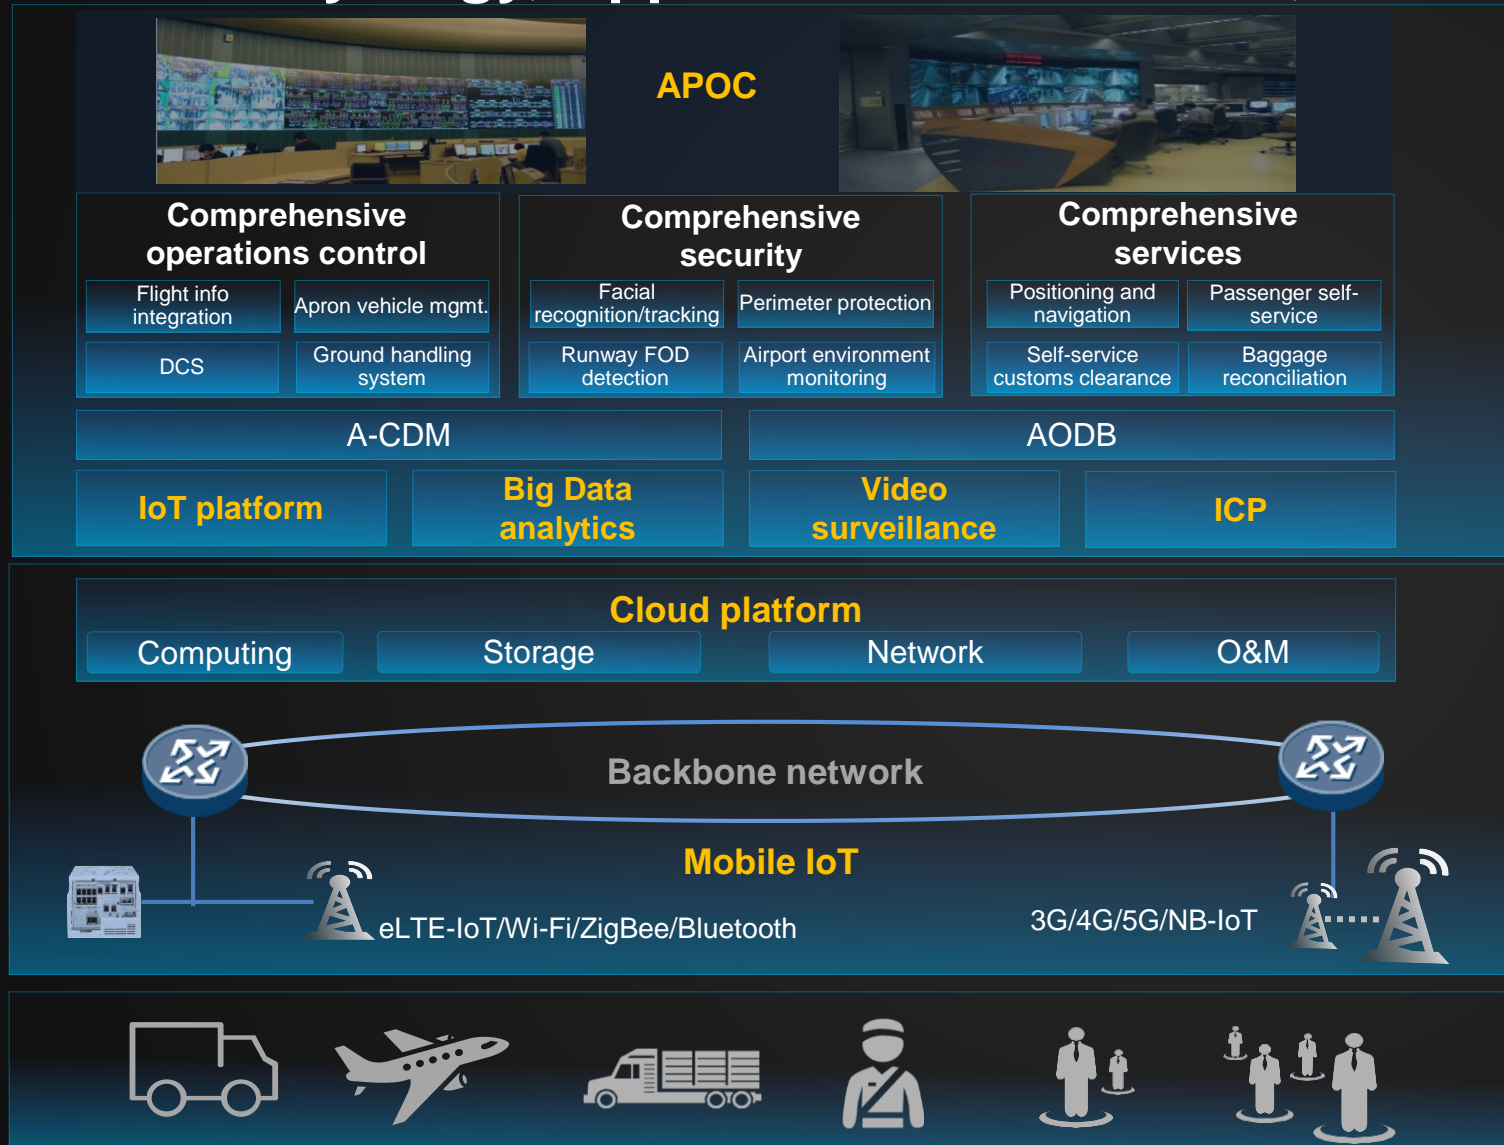 APOC
Comprehensive
operations control
Flight info
integration
Apron vehicle mgmt.
DCS
Ground handling
system
Comprehensive
security
Facial
recognition/tracking
Perimeter protection
Runway FOD
detection
Airport environment
monitoring
Comprehensive
services
Positioning and
navigation
Passenger self-
service
Self-service
customs clearance
Baggage
reconciliation
A-CDM
AODB
IoT platform
Big Data
analytics
Video
surveillance
ICP
Cloud platform
Computing
Storage
Network
O&M
Backbone network
Mobile IoT
eLTE-IoT/Wi-Fi/ZigBee/Bluetooth
3G/4G/5G/NB-IoT